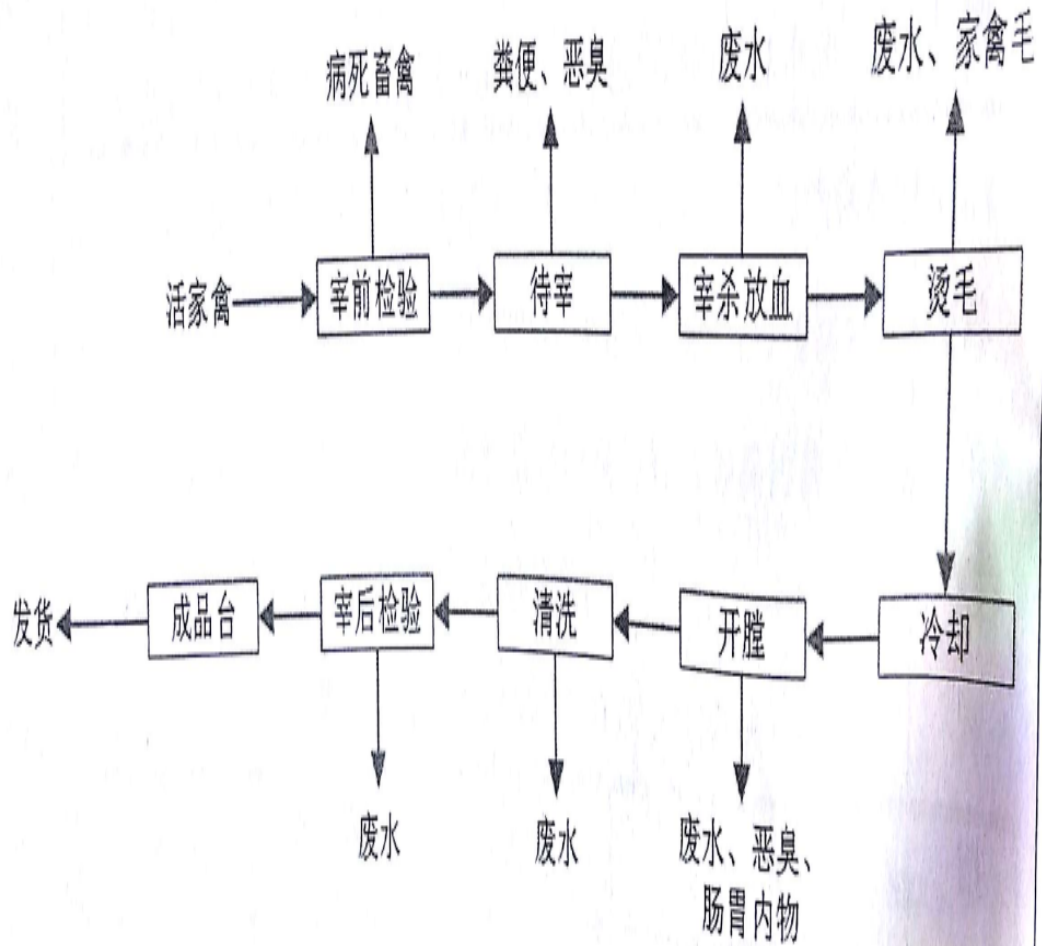 病死畜禽
粪便、恶臭
废水
废水、家禽毛
活家禽
宰前检验
待宰
宰杀放血
烫毛
发货
成品台
宰后检验
清洗
开膛
冷却
废水
废水
废水、恶臭、
肠胃内物